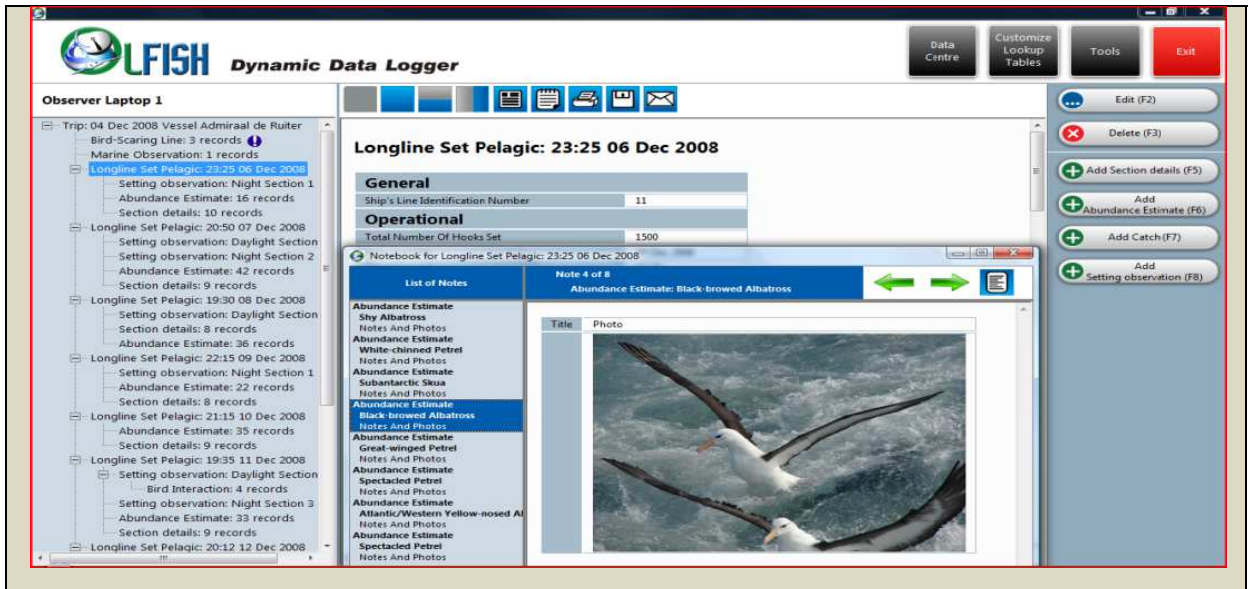 OLFISH Dynamic Data Logger
Data
Centre
Customize
Lookup
Tables
Tools
Exit
Observer Laptop 1
Trip: 04 Dec 2008 Vessel Admiraal de Ruiter
Bird-Scaring Line: 3 records
Marine Observation: 1 records
Longline Set Pelagic: 23:25 06 Dec 2008
Setting observation: Night Section 1
Abundance Estimate: 16 records
Section details: 10 records
Longline Set Pelagic: 20:50 07 Dec 2008
Setting observation: Daylight Section
Setting observation: Night Section 2
Abundance Estimate: 42 records
Section details: 9 records
Longline Set Pelagic: 19:30 08 Dec 2008
Setting observation: Daylight Section
Section details: 8 records
Abundance Estimate: 36 records
Longline Set Pelagic: 22:15 09 Dec 2008
Setting observation: Night Section 1
Abundance Estimate: 22 records
Section details: 8 records
Longline Set Pelagic: 21:15 10 Dec 2008
Abundance Estimate: 35 records
Section details: 9 records
Longline Set Pelagic: 19:35 11 Dec 2008
Setting observation: Daylight Section
Bird Interaction: 4 records
Setting observation: Night Section 3
Abundance Estimate: 33 records
Section details: 9 records
Longline Set Pelagic: 20:12 12 Dec 2008
Longline Set Pelagic: 23:25 06 Dec 2008
General
Ship's Line Identification Number 11
Operational
Total Number Of Hooks Set 1500
Notebook for Longline Set Pelagic: 23:25 06 Dec 2008
List of Notes
Note 4 of 8
Abundance Estimate: Black-browed Albatross
Abundance Estimate
Shy Albatross
Notes And Photos
Abundance Estimate
White-chinned Petrel
Notes And Photos
Abundance Estimate
Subantarctic Skua
Notes And Photos
Abundance Estimate
Black-browed Albatross
Notes And Photos
Abundance Estimate
Great-winged Petrel
Notes And Photos
Abundance Estimate
Spectacled Petrel
Notes And Photos
Abundance Estimate
Atlantic/Western Yellow-nosed Al
Notes And Photos
Abundance Estimate
Spectacled Petrel
Notes And Photos
Title Photo
Edit (F2)
Delete (F3)
Add Section details (F5)
Add
Abundance Estimate (F6)
Add Catch (F7)
Add
Setting observation (F8)